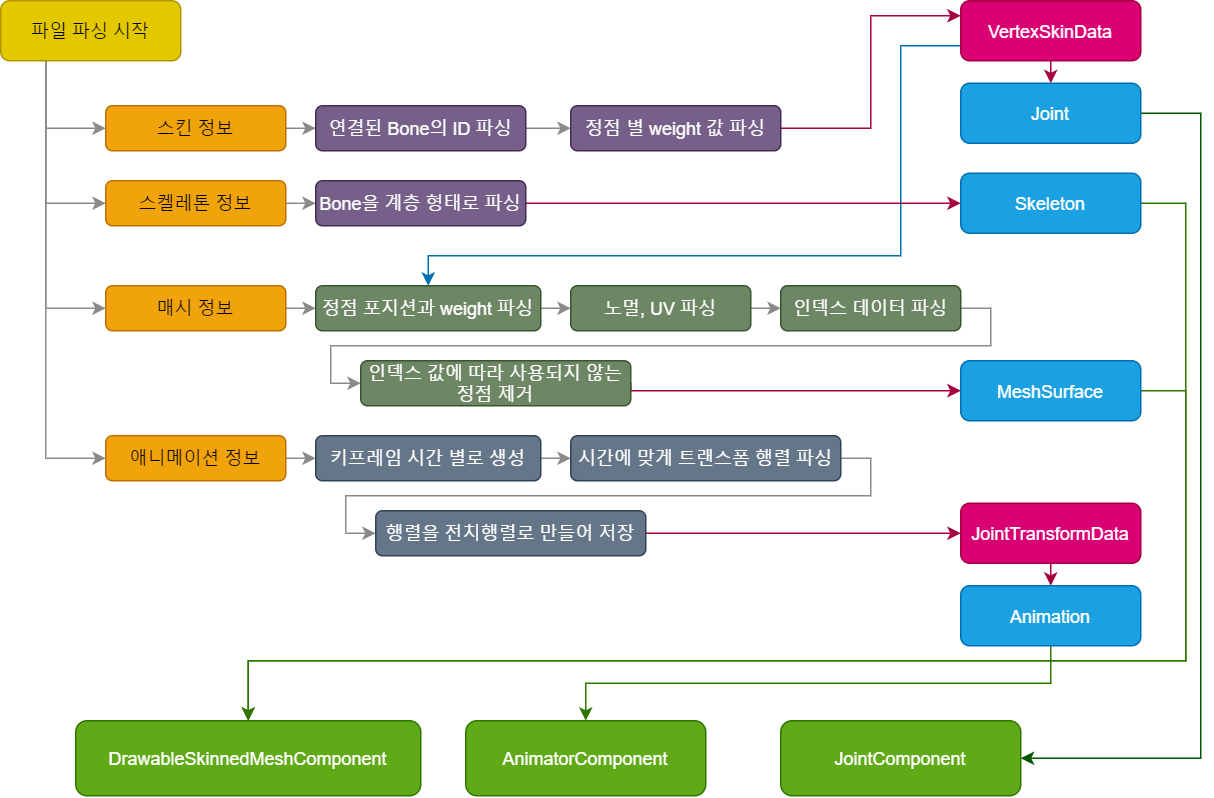 파일 파싱 시작
VertexSkinData
Joint
스킨 정보
연결된 Bone의 ID 파싱
정점 별 weight 값 파싱
스켈레톤 정보
Bone을 계층 형태로 파싱
Skeleton
매시 정보
정점 포지션과 weight 파싱
노멀, UV 파싱
인덱스 데이터 파싱
인덱스 값에 따라 사용되지 않는
정점 제거
MeshSurface
애니메이션 정보
키프레임 시간 별로 생성
시간에 맞게 트랜스폼 행렬 파싱
행렬을 전치행렬로 만들어 저장
JointTransformData
Animation
DrawableSkinnedMeshComponent
AnimatorComponent
JointComponent